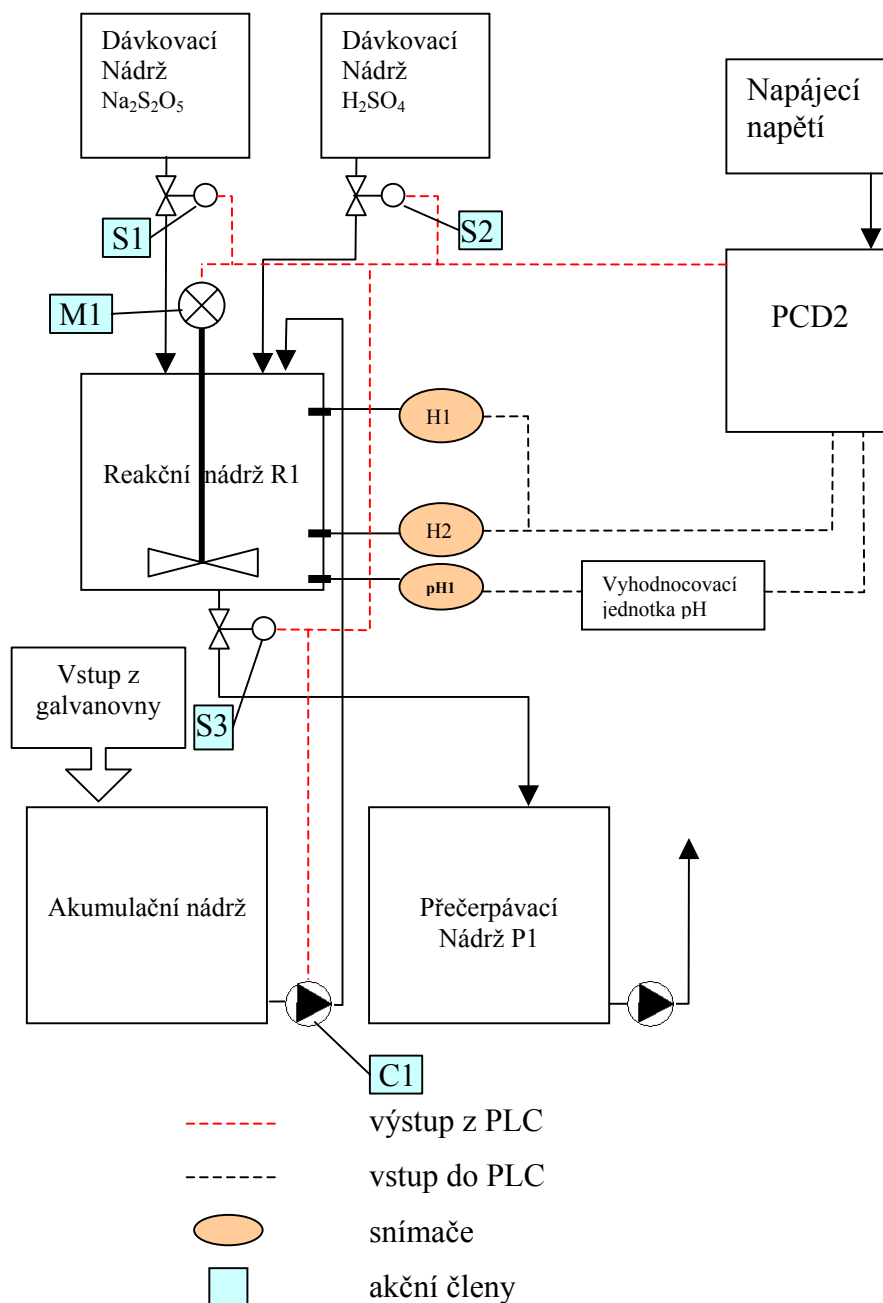 Dávkovací
Nádrž
Na₂S₂O₅
Dávkovací
Nádrž
H₂SO₄
Napájecí
napětí
S1
S2
M1
PCD2
H1
Reakční nádrž R1
H2
pH1
Vyhodnocovací
jednotka pH
Vstup z
galvanovny
S3
Akumulační nádrž
Přečerpávací
Nádrž P1
C1
výstup z PLC
vstup do PLC
snímače
akční členy